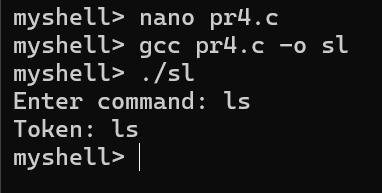 myshell> nano pr4.c
myshell> gcc pr4.c -o sl
myshell> ./sl
Enter command: ls
Token: ls
myshell>